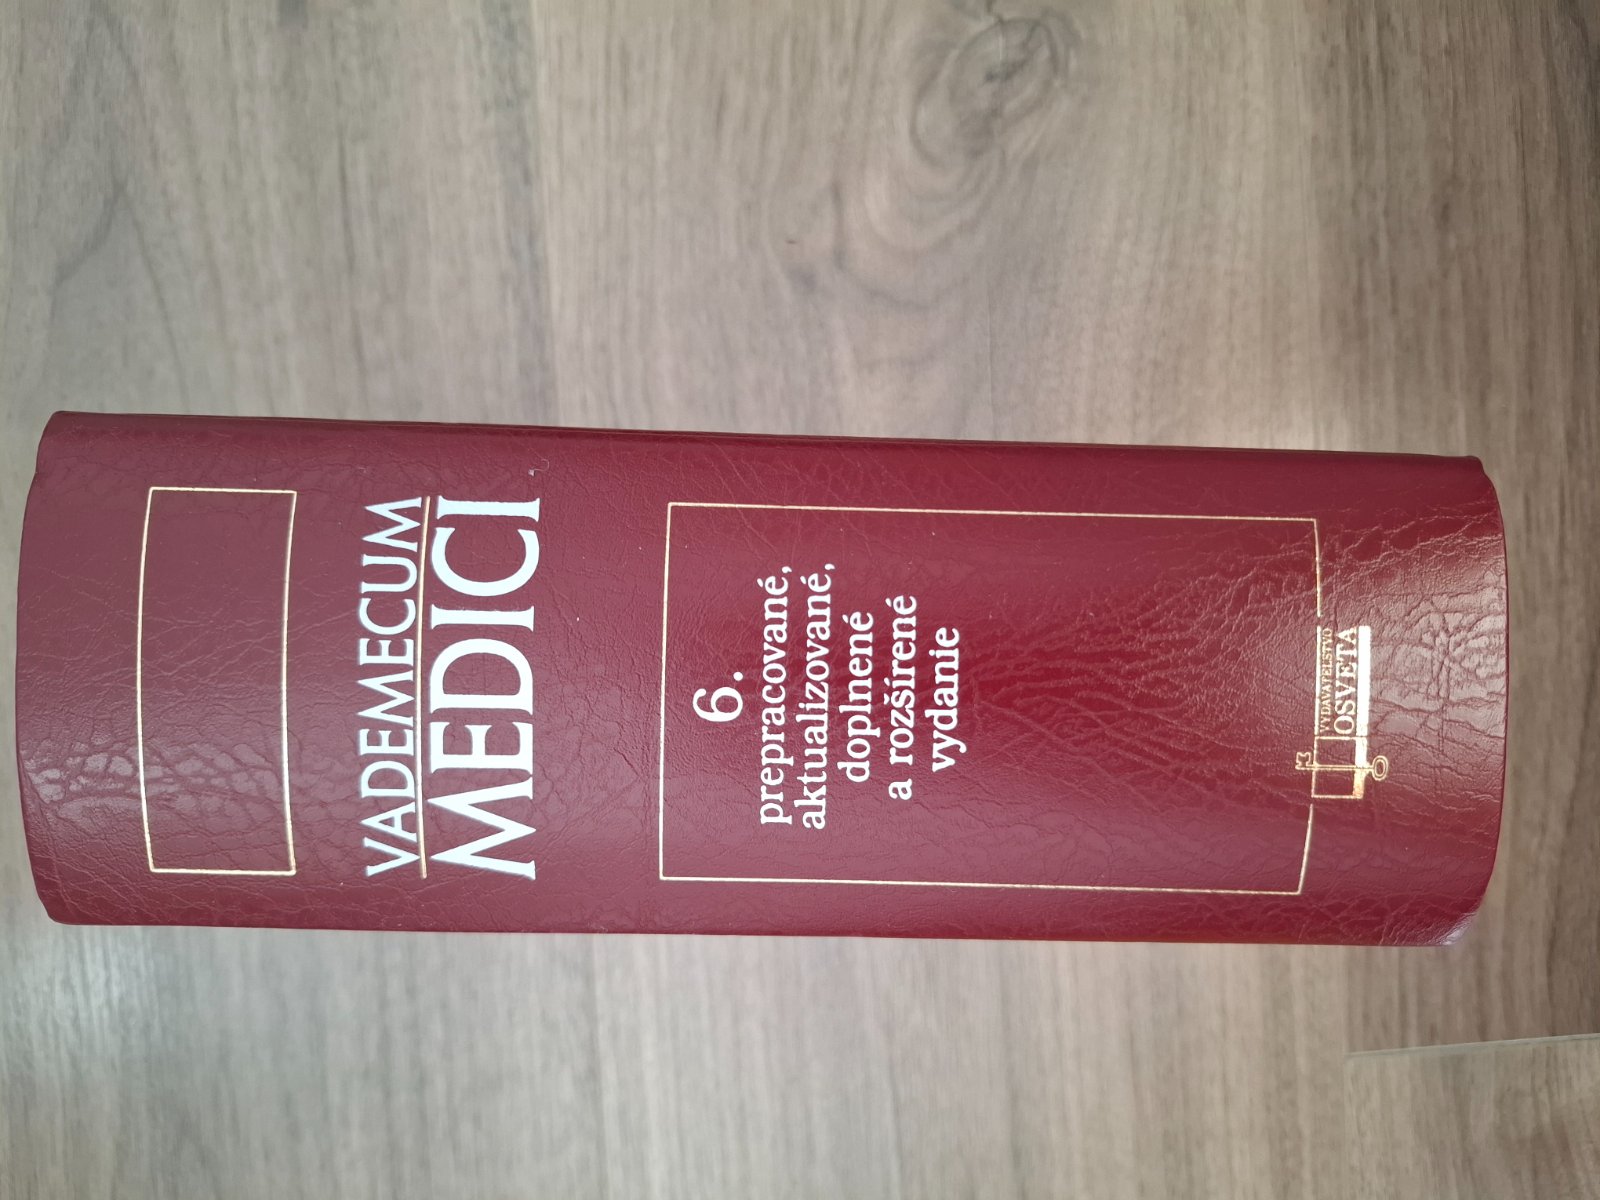 VADEMECUM
MEDICI
6.
prepracované,
aktualizované,
doplnené
a rozšírené
vydanie
VYDAVATEĽSTVO
OSVETA